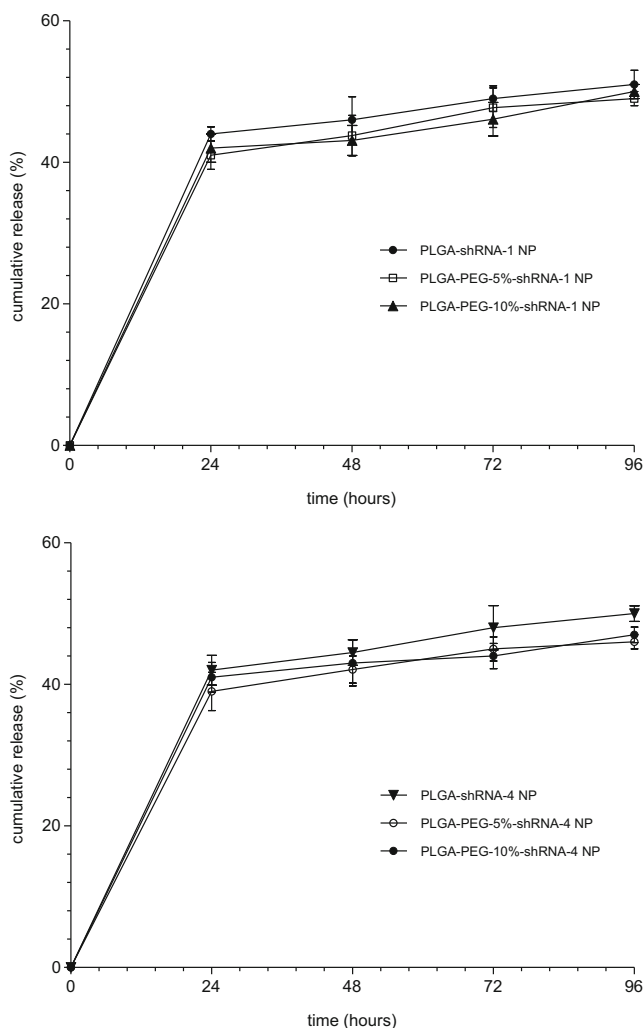 60
40
20
0
0 24 48 72 96
cumulative release (%)
time (hours)
PLGA-shRNA-1 NP
PLGA-PEG-5%-shRNA-1 NP
PLGA-PEG-10%-shRNA-1 NP
60
40
20
0
0 24 48 72 96
cumulative release (%)
time (hours)
PLGA-shRNA-4 NP
PLGA-PEG-5%-shRNA-4 NP
PLGA-PEG-10%-shRNA-4 NP